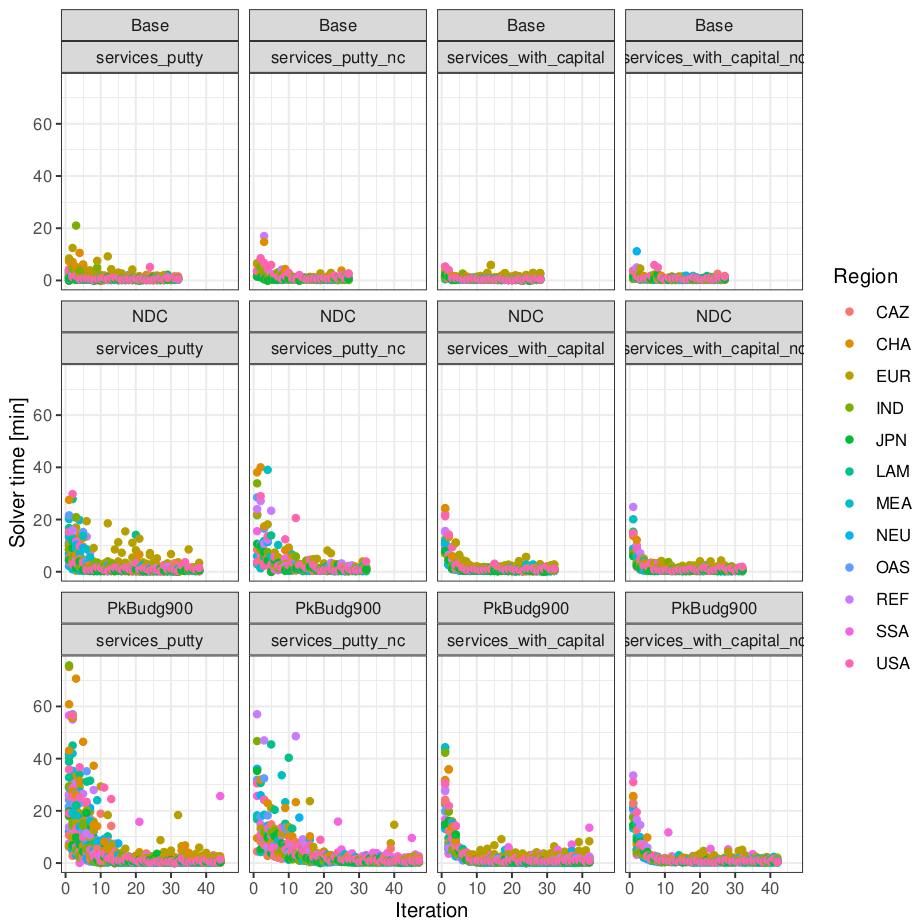 Base
Base
Base
Base
services_putty
services_putty_nc
services_with_capital
services_with_capital_nc
60
40
20
0
NDC
NDC
NDC
NDC
services_putty
services_putty_nc
services_with_capital
services_with_capital_nc
60
40
20
0
PkBudg900
PkBudg900
PkBudg900
PkBudg900
services_putty
services_putty_nc
services_with_capital
services_with_capital_nc
60
40
20
0
0 10 20 30 40
0 10 20 30 40
0 10 20 30 40
0 10 20 30 40
Iteration
Solver time [min]
Region
CAZ
CHA
EUR
IND
JPN
LAM
MEA
NEU
OAS
REF
SSA
USA